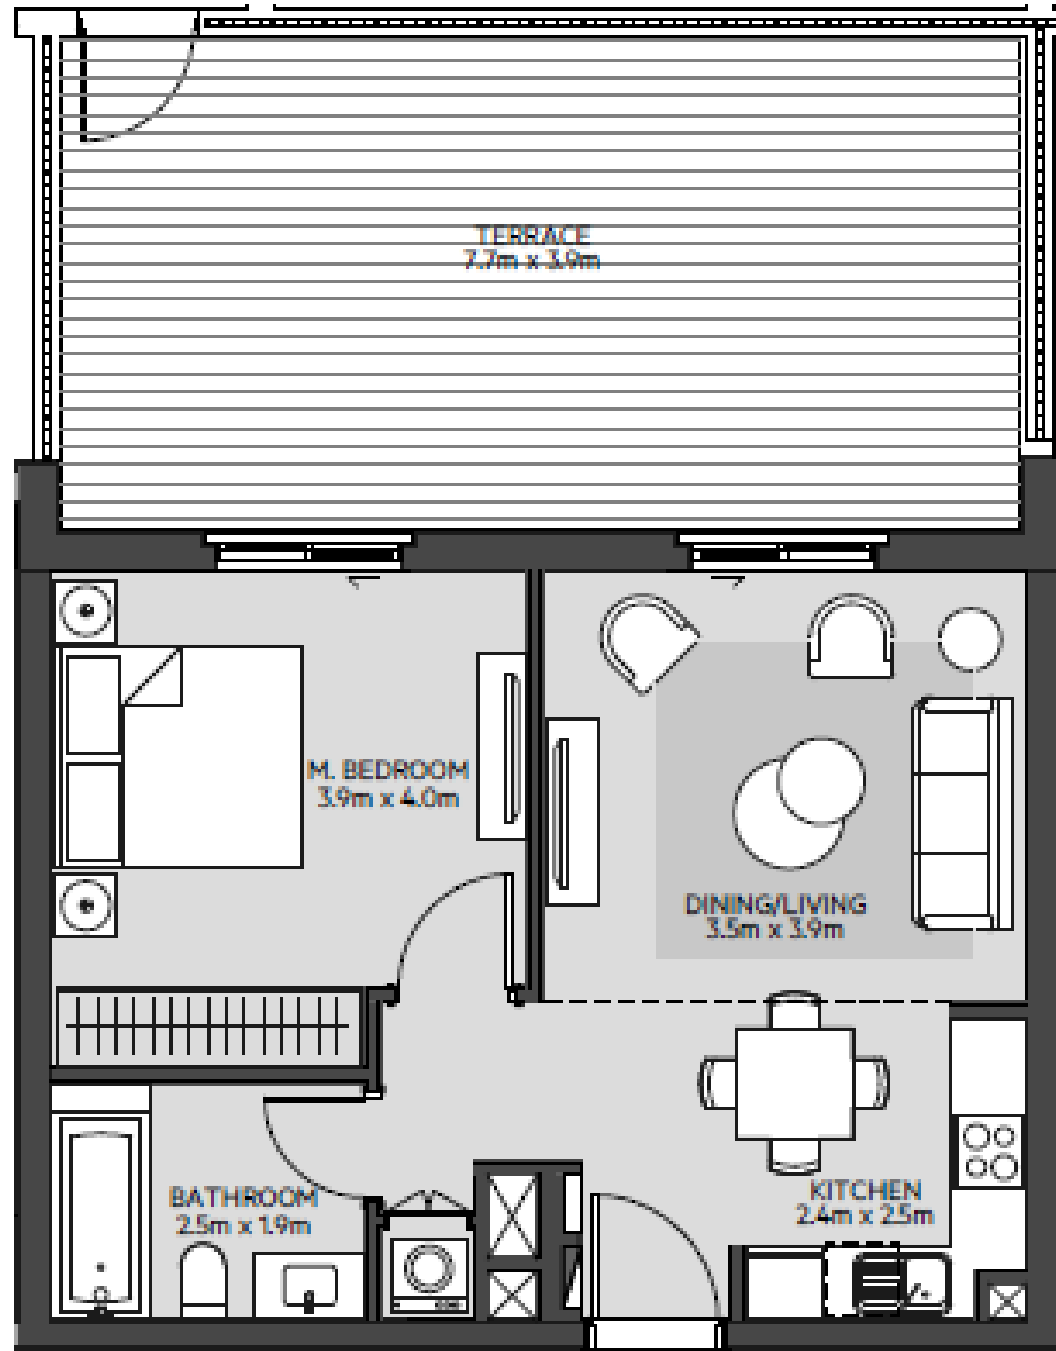 TERRACE
7.7m x 3.9m
M. BEDROOM
3.9m x 4.0m
DINING/LIVING
3.5m x 3.9m
BATHROOM
2.5m x 1.9m
KITCHEN
2.4m x 2.5m